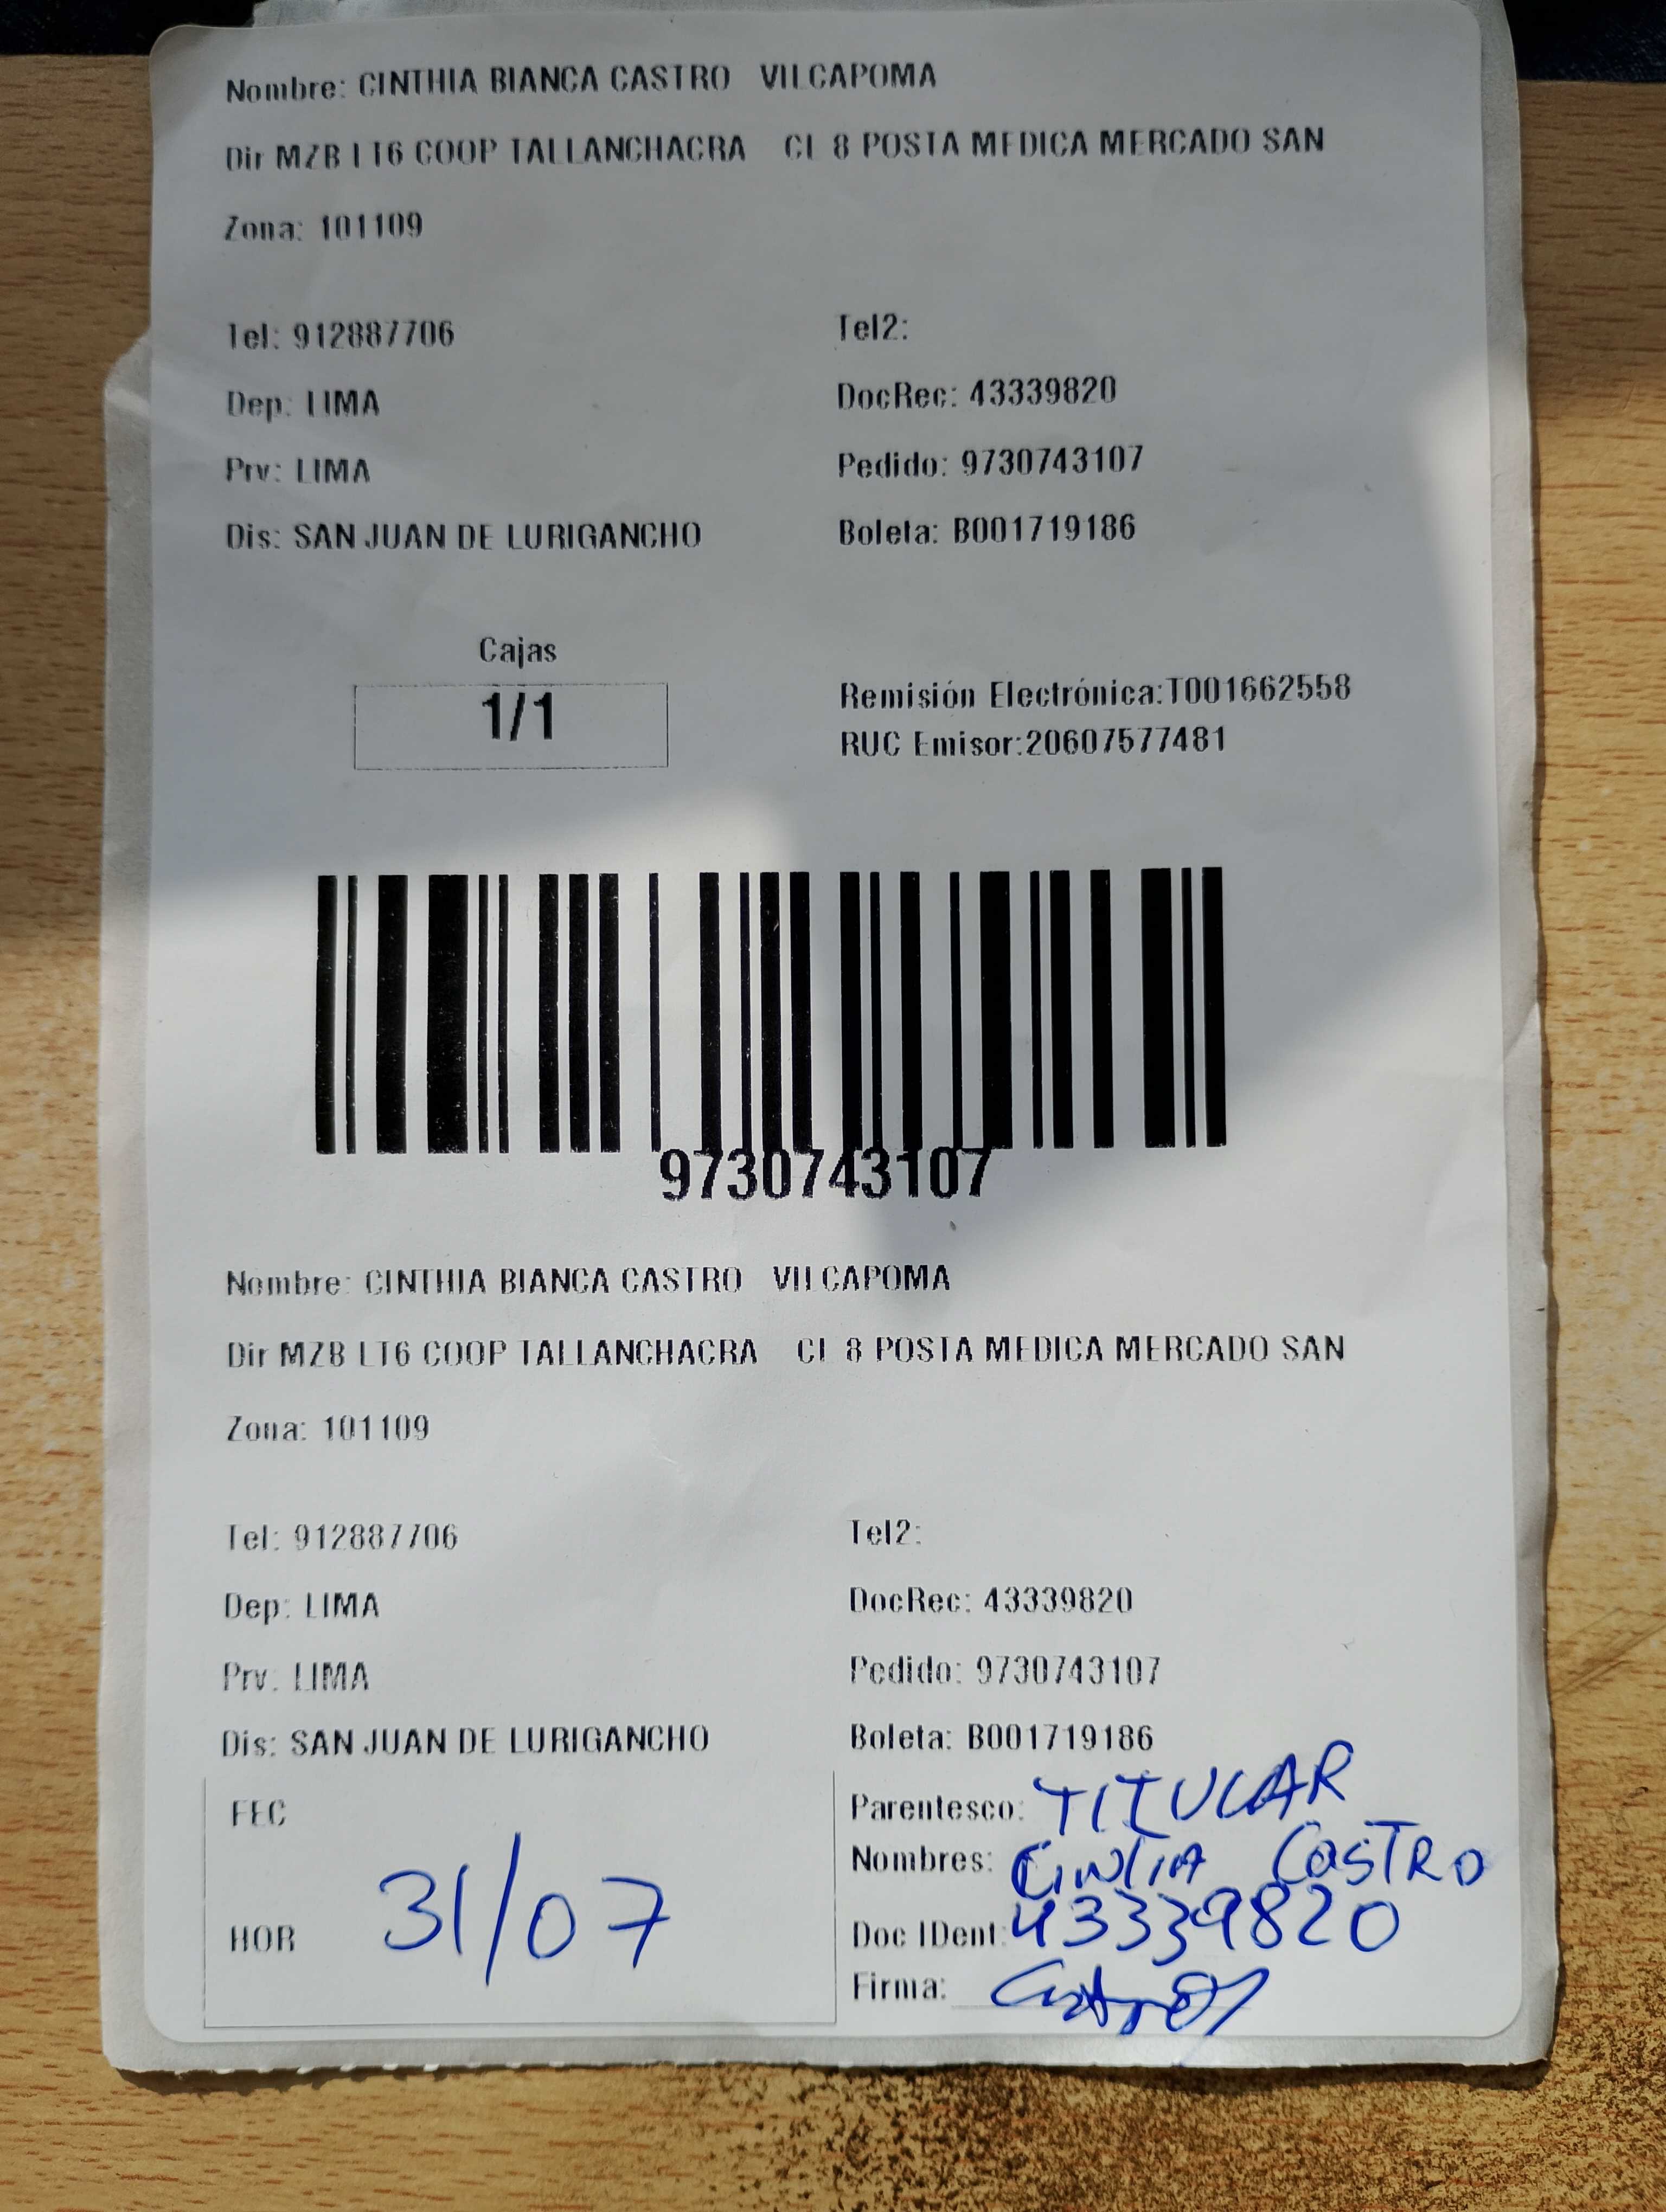 Nombre: CINTHIA BIANCA CASTRO VILCAPOMA
Dir MZB LT6 COOP TALLANCHACRA CL 8 POSTA MEDICA MERCADO SAN
Zona: 101109
Tel: 912887706 Tel2:
Dep: LIMA DocRec: 43339820
Prv: LIMA Pedido: 9730743107
Dis: SAN JUAN DE LURIGANCHO Boleta: B001719186
Cajas
1/1
Remisión Electrónica:T001662558
RUC Emisor:20607577481
9730743107
Nombre: CINTHIA BIANCA CASTRO VILCAPOMA
Dir MZB LT6 COOP TALLANCHACRA CL 8 POSTA MEDICA MERCADO SAN
Zona: 101109
Tel: 912887706 Tel2:
Dep: LIMA DocRec: 43339820
Prv: LIMA Pedido: 9730743107
Dis: SAN JUAN DE LURIGANCHO Boleta: B001719186
FEC Parentesco: TITULAR
Nombres: CASTRO
HOR 31/07 Doc IDent: 43339820
Firma: